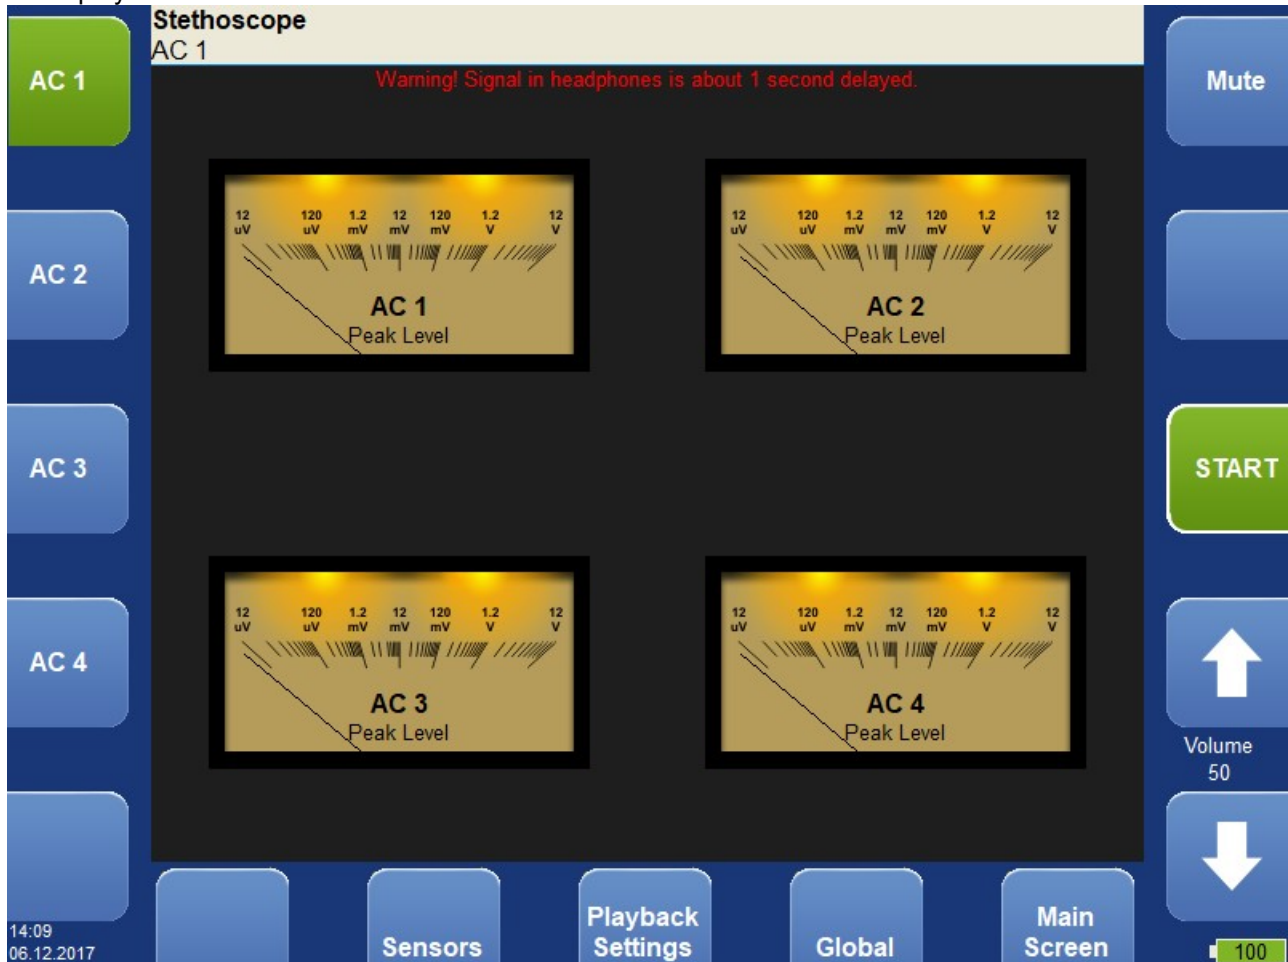 Stethoscope
AC 1
Warning! Signal in headphones is about 1 second delayed.
AC 1
AC 2
AC 3
AC 4
14:09
06.12.2017
12 120 1.2 12 120 1.2 12
uV uV mV mV mV V V
AC 1
Peak Level
12 120 1.2 12 120 1.2 12
uV uV mV mV mV V V
AC 2
Peak Level
12 120 1.2 12 120 1.2 12
uV uV mV mV mV V V
AC 3
Peak Level
12 120 1.2 12 120 1.2 12
uV uV mV mV mV V V
AC 4
Peak Level
Mute
START
Volume
50
Sensors
Playback
Settings
Global
Main
Screen
100